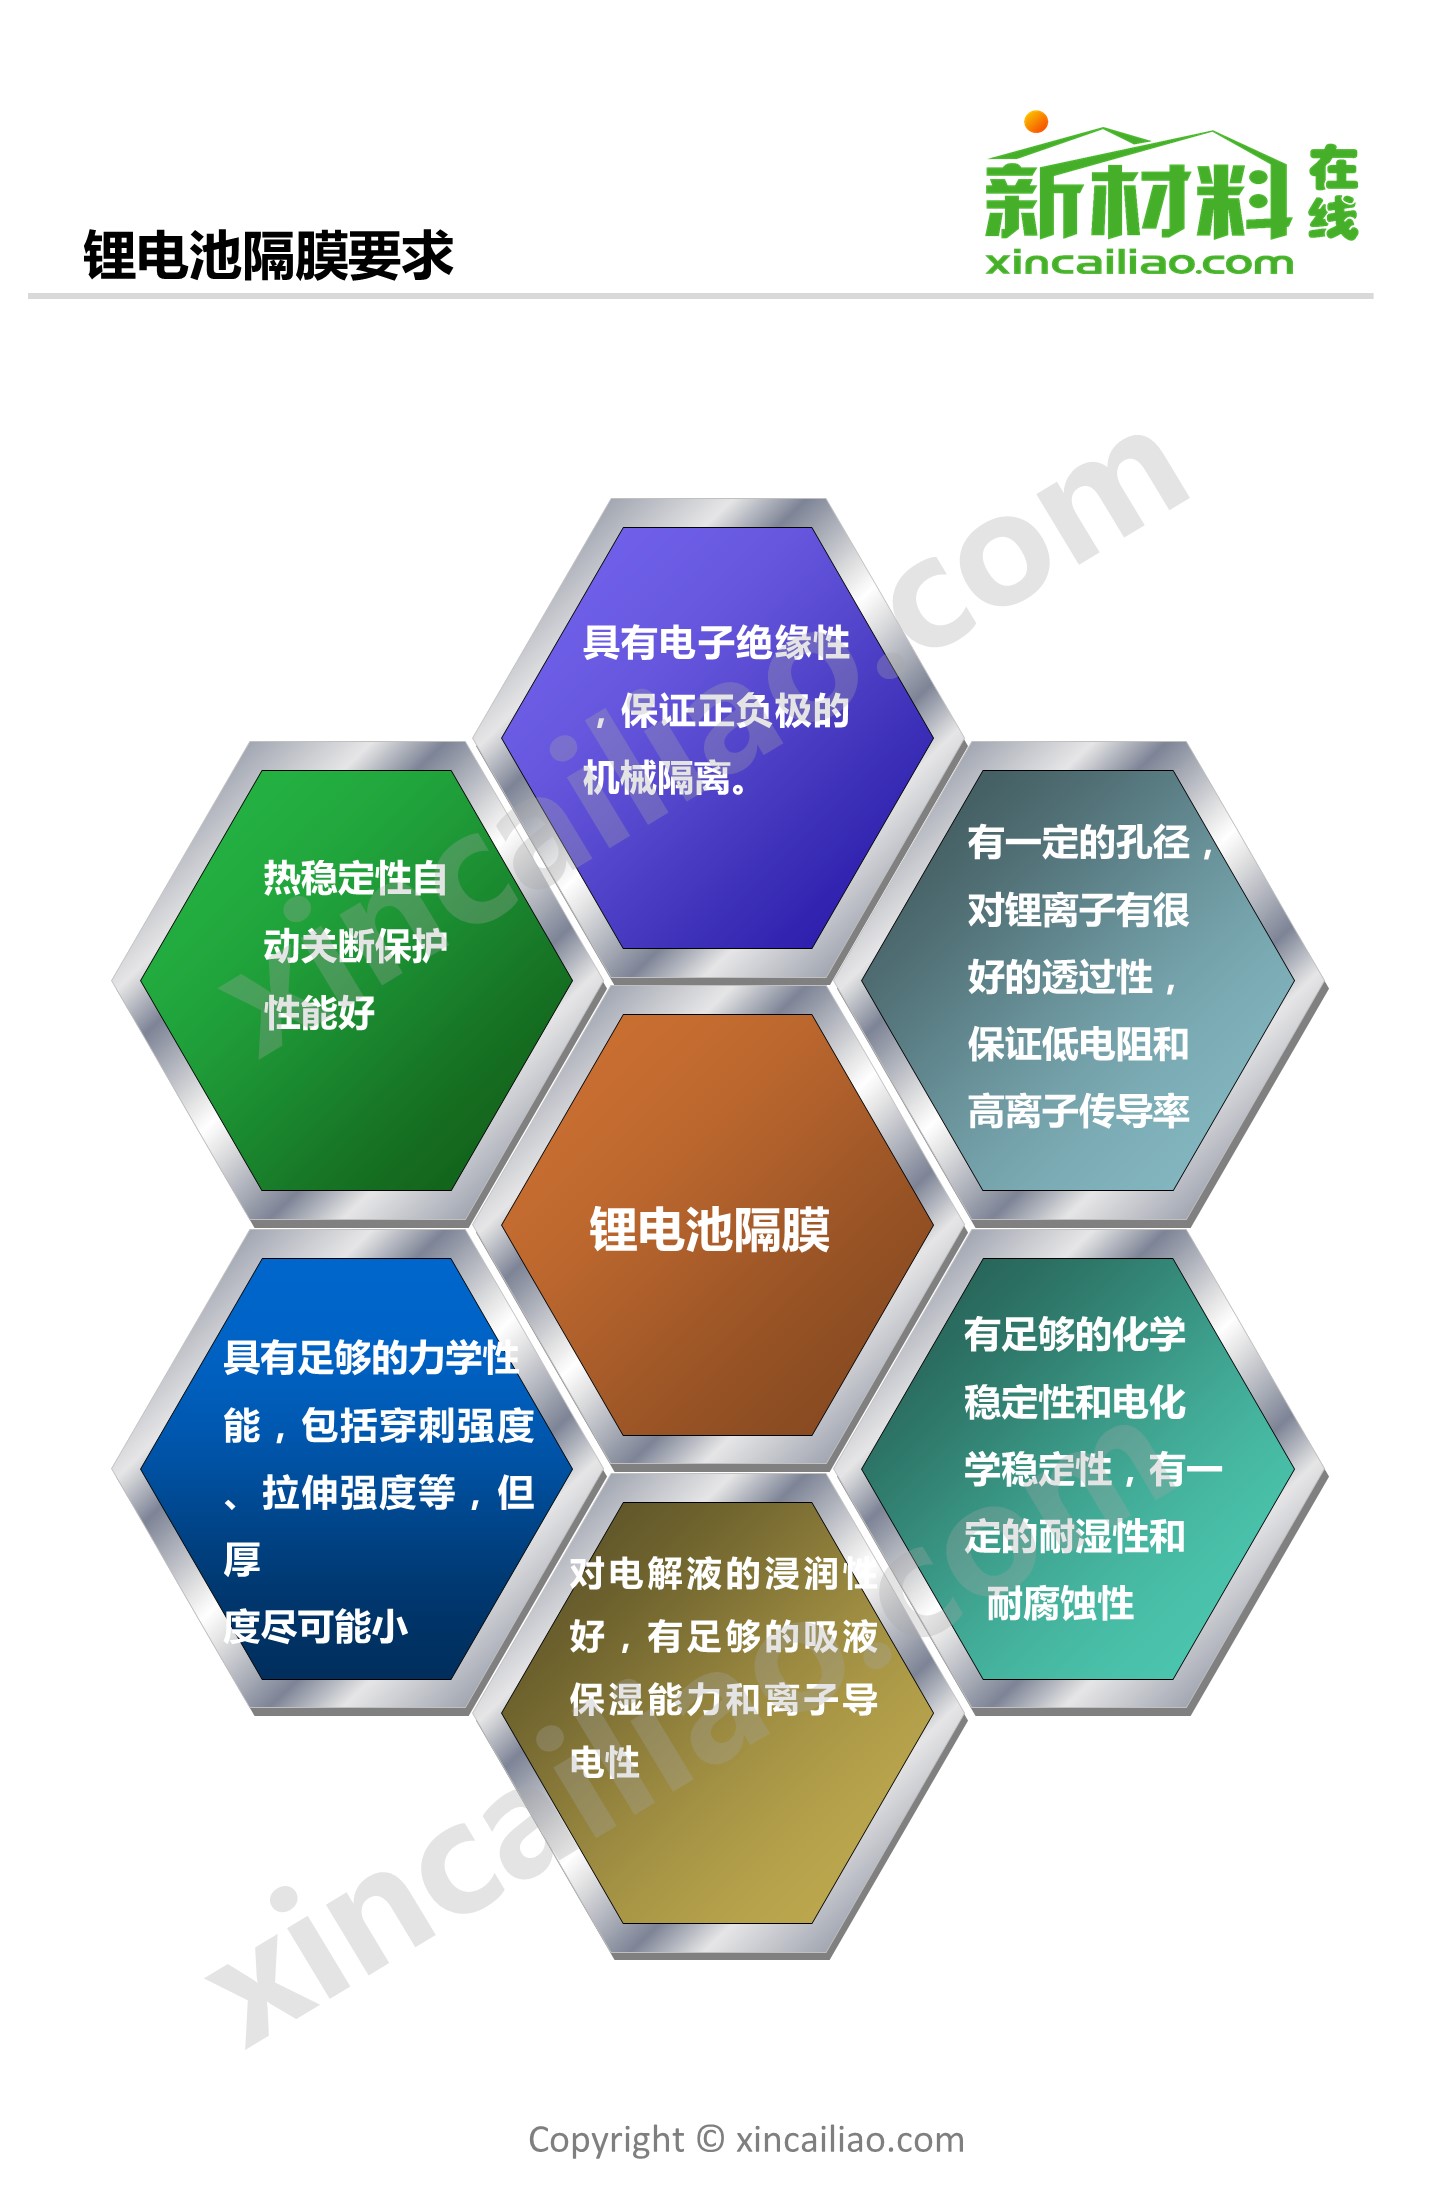 新材料在线
xincailiao.com
锂电池隔膜要求
具有电子绝缘性
，保证正负极的
机械隔离。
热稳定性自
动关断保护
性能好
有一定的孔径，
对锂离子有很
好的透过性，
保证低电阻和
高离子传导率
锂电池隔膜
具有足够的力学性
能，包括穿刺强度
、拉伸强度等，但
厚
度尽可能小
有足够的化学
稳定性和电化
学稳定性，有一
定的耐湿性和
耐腐蚀性
对电解液的浸润性
好，有足够的吸液
保湿能力和离子导
电性
xincailiao.com
xincailiao.com
Copyright © xincailiao.com